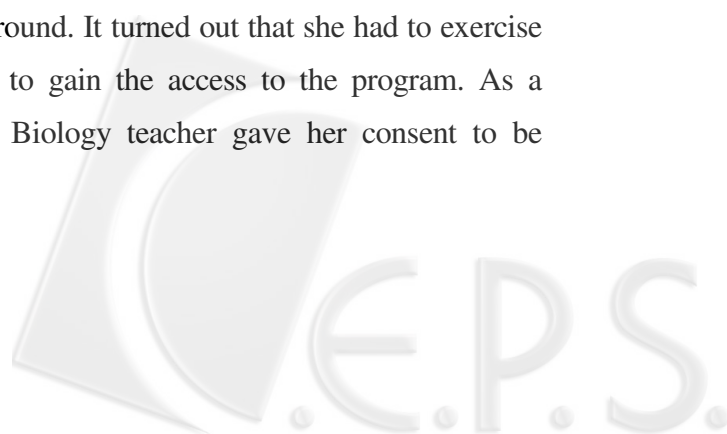 round. It turned out that she had to exercise
to gain the access to the program. As a
Biology teacher gave her consent to be
C.E.P.S.